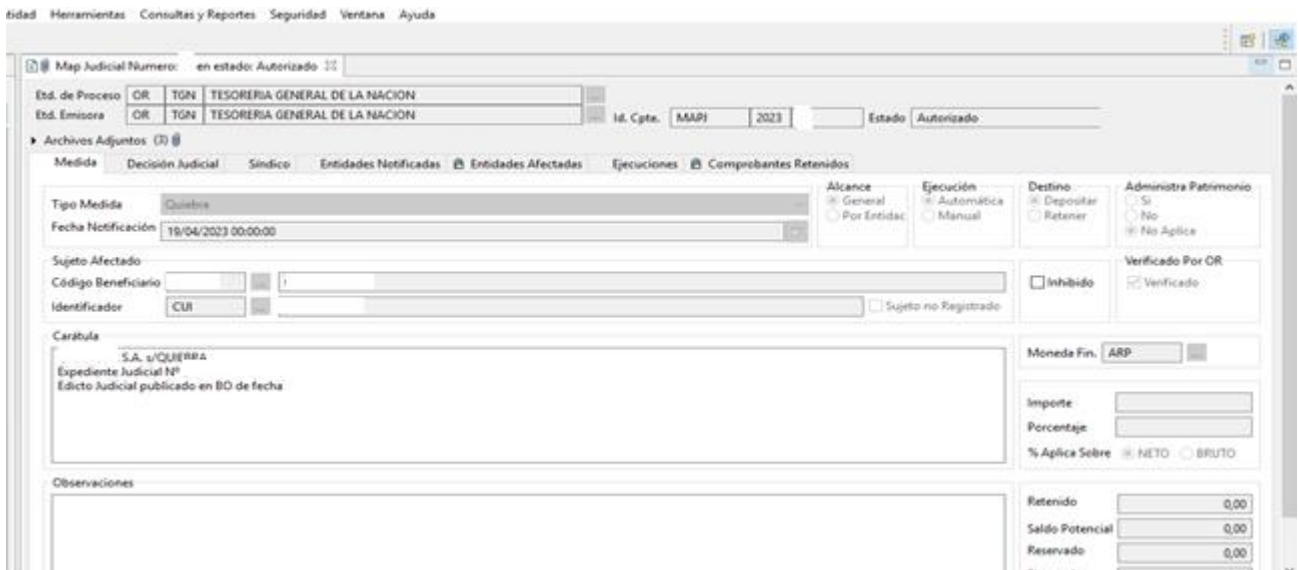 tidad Herramientas Consultas y Reportes Seguridad Ventana Ayuda
Map Judicial Numero: en estado: Autorizado
Etd. de Proceso OR TGN TESORERIA GENERAL DE LA NACION
Etd. Emisora OR TGN TESORERIA GENERAL DE LA NACION Id. Cpte. MAPJ 2023 Estado Autorizado
Archivos Adjuntos (3)
Medida Decisión Judicial Síndico Entidades Notificadas Entidades Afectadas Ejecuciones Comprobantes Retenidos
Alcance Ejecución Destino Administra Patrimonio
Tipo Medida Quiebra General Automática Depositar Si
Por Entidac Manual Retener No
Fecha Notificación 19/04/2023 00:00:00 No Aplica
Sujeto Afectado Verificado Por OR
Código Beneficiario ... Inhibido Verificado
Identificador CUI ... Sujeto no Registrado
Carátula
S.A. s/QUIEBRA Moneda Fin. ARP ...
Expediente Judicial Nº
Edicto Judicial publicado en BO de fecha
Importe
Porcentaje
% Aplica Sobre NETO BRUTO
Observaciones
Retenido 0,00
Saldo Potencial 0,00
Reservado 0,00